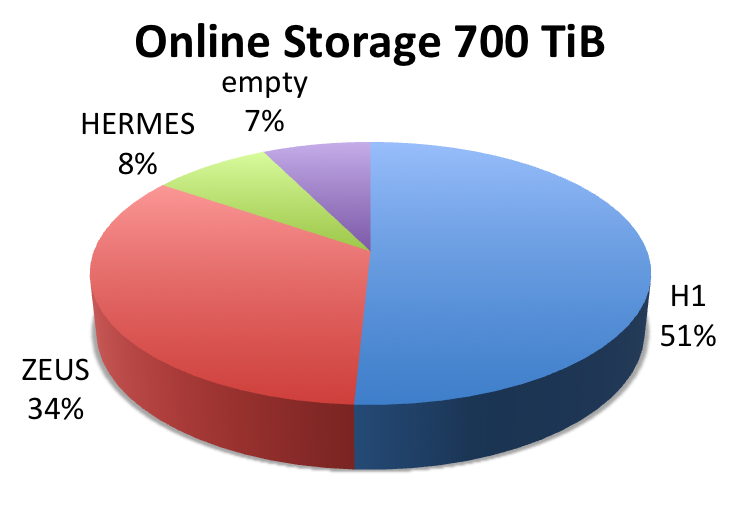 Online Storage 700 TiB
empty
7%
HERMES
8%
H1
51%
ZEUS
34%